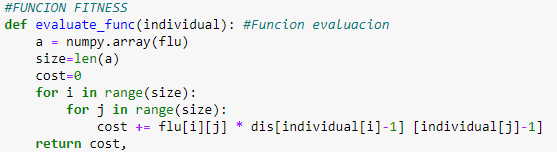 #FUNCION FITNESS
def evaluate_func(individual): #Funcion evaluacion
    a = numpy.array(flu)
    size=len(a)
    cost=0
    for i in range(size):
        for j in range(size):
            cost += flu[i][j] * dis[individual[i]-1] [individual[j]-1]
    return cost,